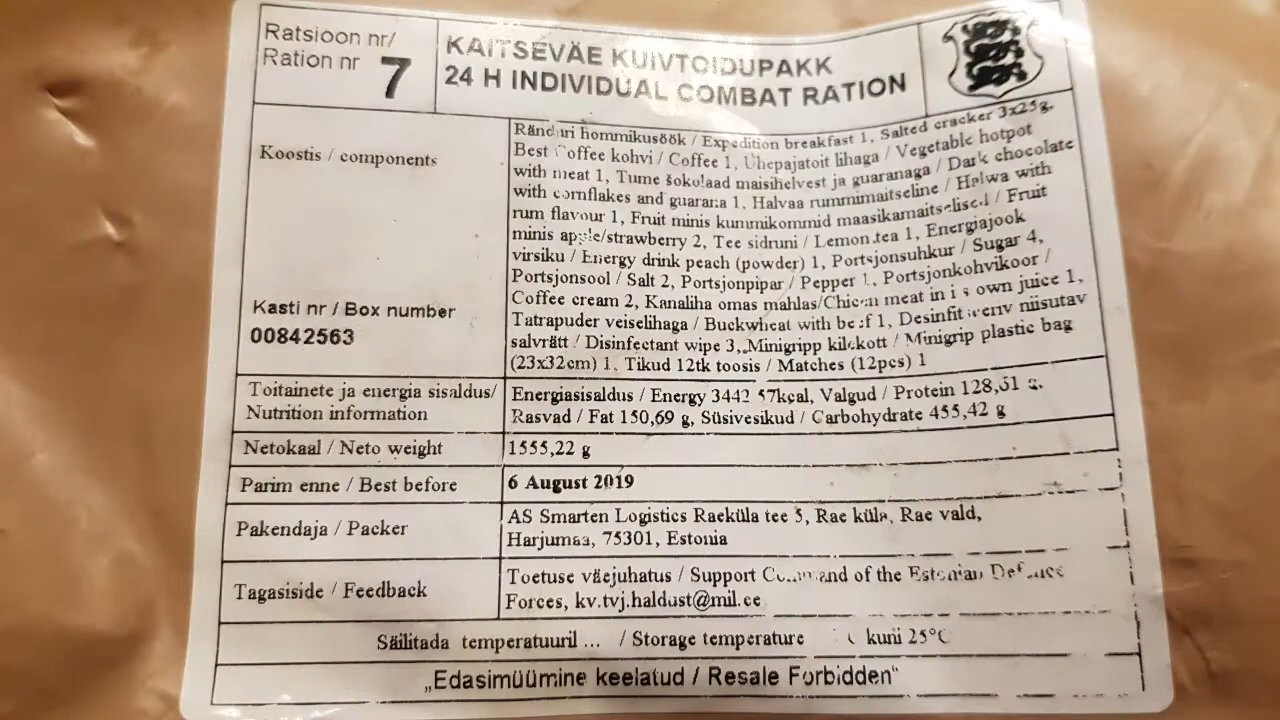 Ratsioon nr/
Ration nr 7
KAITSEVÄE KUIVTOIDUPAKK
24 H INDIVIDUAL COMBAT RATION
Koostis / components
hommikusöök / Expedition breakfast 1, Salted cracker 3x25g,
Best Coffee kohvi / Coffee 1, Ühepajatoit lihaga / Vegetable hotpot
with meat 1, Tume šokolaad maisihelvest ja guaranaga / Dark chocolate
with cornflakes and guarana 1, Halvaa rummimaitseline / Halwa with
rum flavour 1, Fruit minis kummikommid maasikamaitselised / Fruit
minis apple/strawberry 2, Tee sidruni / Lemon tea 1, Energiajook
virsiku / Energy drink peach (powder) 1, Portsjonsuhkur / Sugar 4,
Portsjonsool / Salt 2, Portsjonpipar / Pepper 1, Portsjonkohvikoor /
Coffee cream 2, Kanaliha omas mahlas/Chicken meat in its own juice 1,
Tatrapuder veiselihaga / Buckwheat with beef 1, niisutav
salvrätt / Disinfectant wipe 3, Minigripp kilekott / Minigrip plastic bag
(23x32cm) 1, Tikud 12tk toosis / Matches (12pcs) 1
Kasti nr / Box number
00842563
Toitainete ja energia sisaldus/
Nutrition information
Energiasisaldus / Energy 3442 57kcal, Valgud / Protein 128,51 g,
Rasvad / Fat 150,69 g, Süsivesikud / Carbohydrate 455,42 g
Netokaal / Neto weight
1555,22 g
Parim enne / Best before
6 August 2019
Pakendaja / Packer
AS Smarten Logistics Raeküla tee 5, Rae küla, Rae vald,
Harjumaa, 75301, Estonia
Tagasiside / Feedback
Toetuse väejuhatus / Support Command of the Estonian Defence
Forces, kv.tvj.haldust@mil.ee
Säilitada temperatuuril ... / Storage temperature kuni 25°C
„Edasimüümine keelatud / Resale Forbidden“